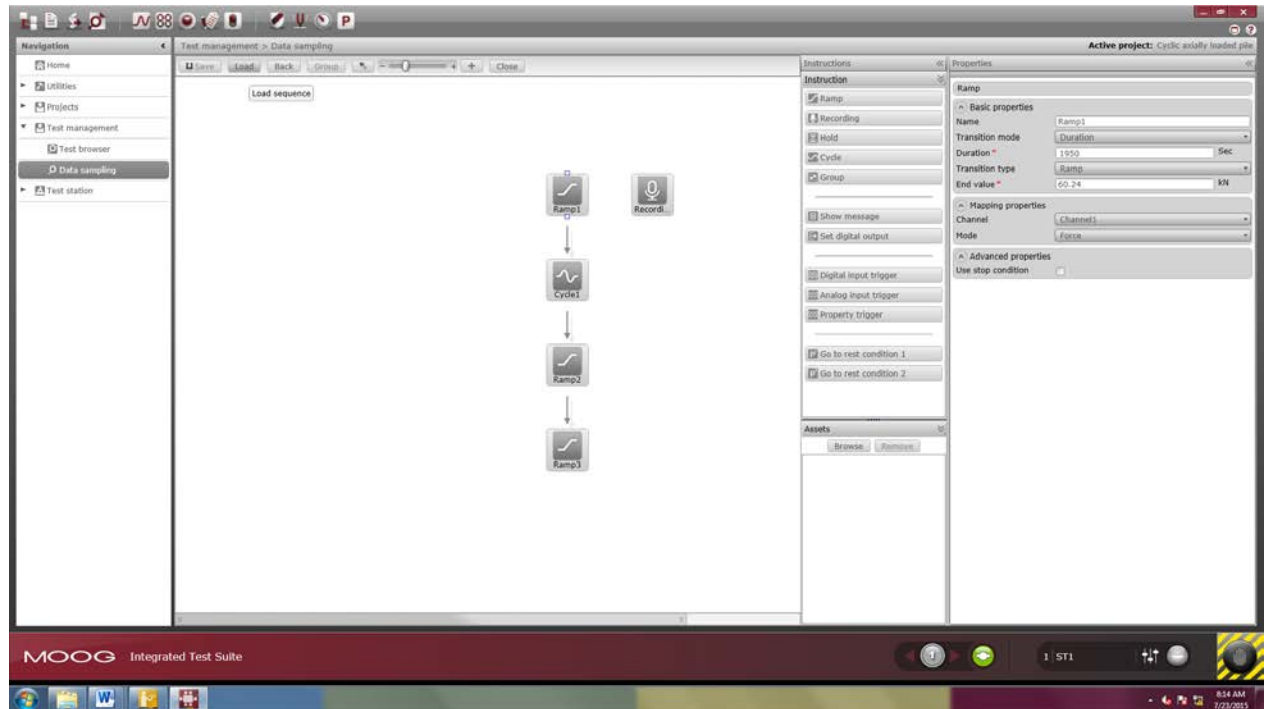 P
Navigation
Test management > Data sampling
Active project: Cyclic axially loaded pile
Home
Utilities
Projects
Test management
Test browser
Data sampling
Test station
Save
Load
Back
Group
Close
Load sequence
Ramp1
Recordi...
Cycle1
Ramp2
Ramp3
Instructions
Instruction
Ramp
Recording
Hold
Cycle
Group
Show message
Set digital output
Digital input trigger
Analog input trigger
Property trigger
Go to rest condition 1
Go to rest condition 2
Assets
Browse
Remove
Properties
Ramp
Basic properties
Name Ramp1
Transition mode Duration
Duration * 1950 Sec
Transition type Ramp
End value * 60.24 kN
Mapping properties
Channel Channel1
Mode Force
Advanced properties
Use stop condition
MOOG Integrated Test Suite
1
1 ST1
W
8:14 AM
7/23/2015